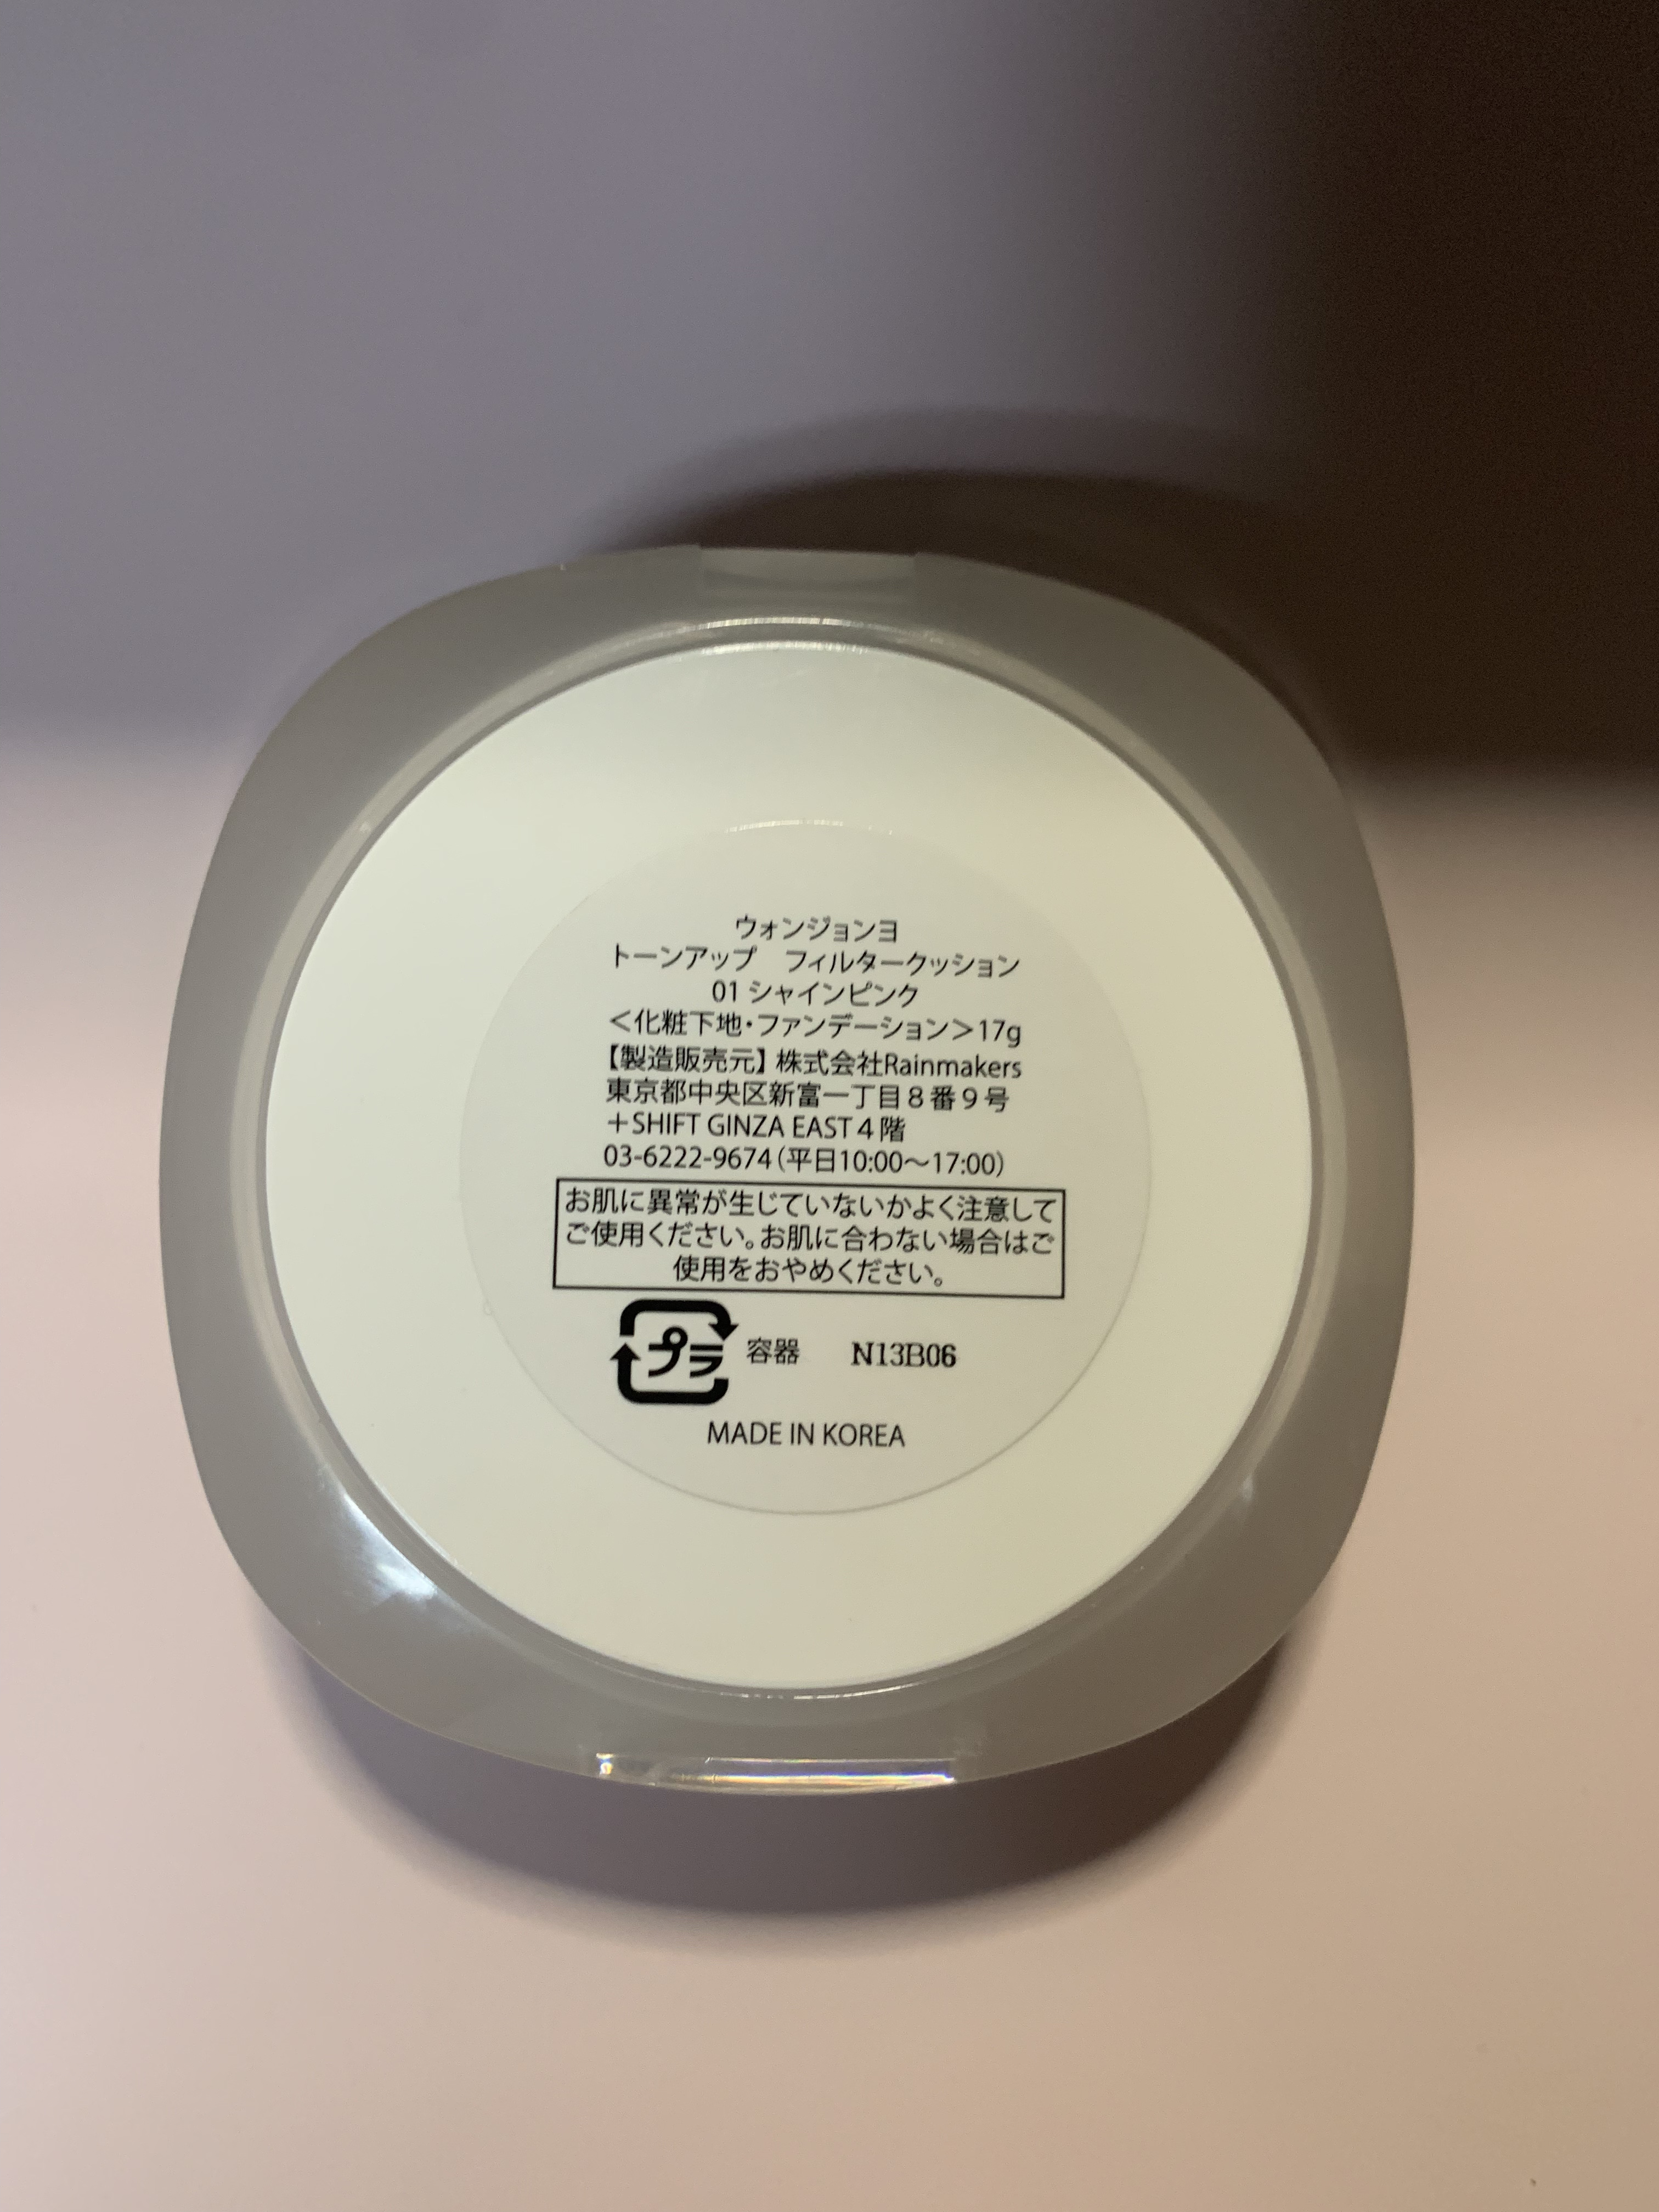 ウォンジョンヨ
トーンアップ　フィルタークッション
01 シャインピンク
＜化粧下地・ファンデーション＞17g
【製造販売元】 株式会社Rainmakers
東京都中央区新富一丁目８番９号
＋SHIFT GINZA EAST４階
03-6222-9674（平日10:00〜17:00）
お肌に異常が生じていないかよく注意して
ご使用ください。お肌に合わない場合はご
使用をおやめください。
プラ 容器 N13B06
MADE IN KOREA